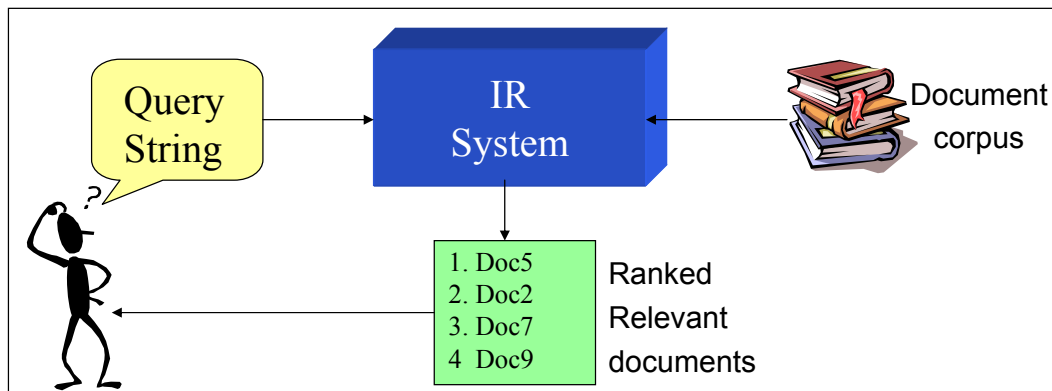 Query
String
?
IR
System
Document
corpus
1. Doc5
2. Doc2
3. Doc7
4 Doc9
Ranked
Relevant
documents